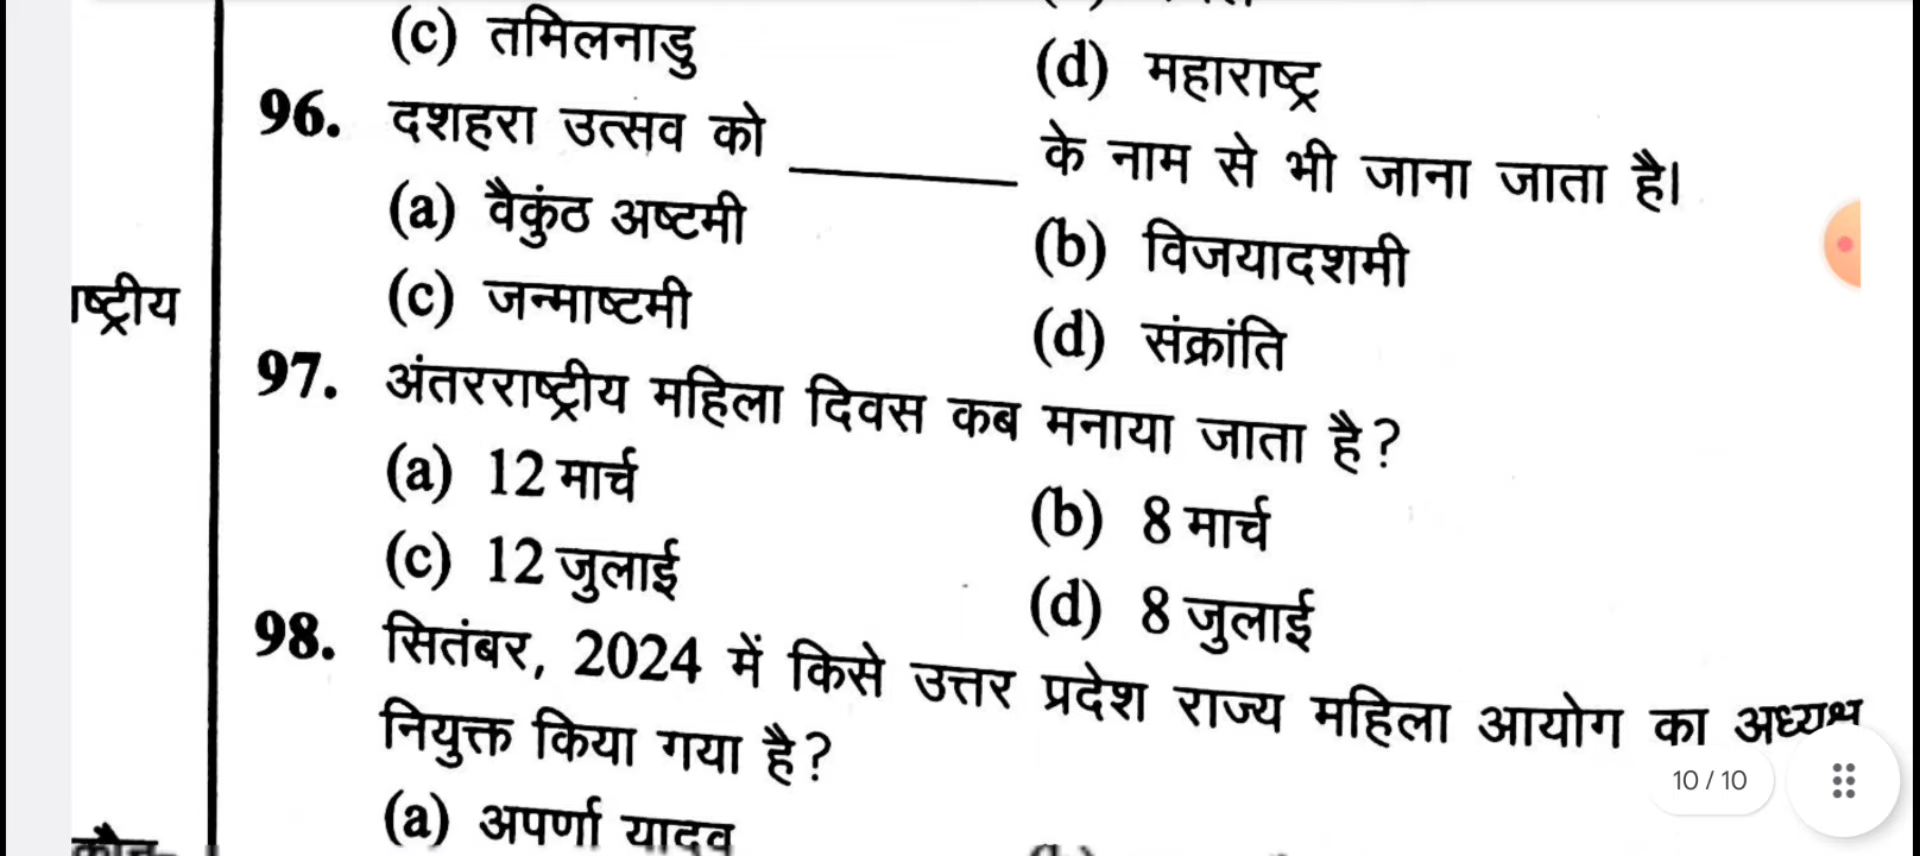 (c) तमिलनाडु
(d) महाराष्ट्र
96. दशहरा उत्सव को ________ के नाम से भी जाना जाता है।
(a) वैकुंठ अष्टमी
(b) विजयादशमी
(c) जन्माष्टमी
(d) संक्रांति
97. अंतरराष्ट्रीय महिला दिवस कब मनाया जाता है?
(a) 12 मार्च
(b) 8 मार्च
(c) 12 जुलाई
(d) 8 जुलाई
98. सितंबर, 2024 में किसे उत्तर प्रदेश राज्य महिला आयोग का अध्यक्ष
नियुक्त किया गया है?
(a) अपर्णा यादव
10 / 10